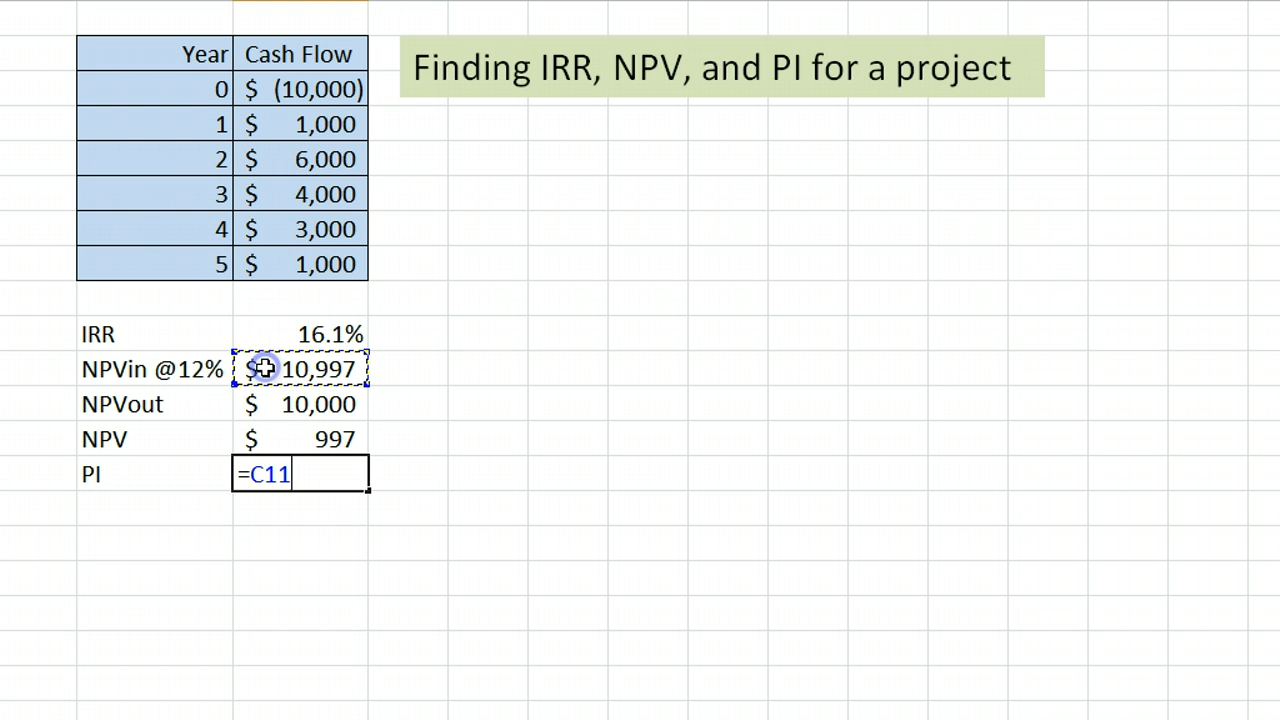 Finding IRR, NPV, and PI for a project
Year Cash Flow
0 $ (10,000)
1 $ 1,000
2 $ 6,000
3 $ 4,000
4 $ 3,000
5 $ 1,000
IRR 16.1%
NPVin @12% $ 10,997
NPVout $ 10,000
NPV $ 997
PI =C11